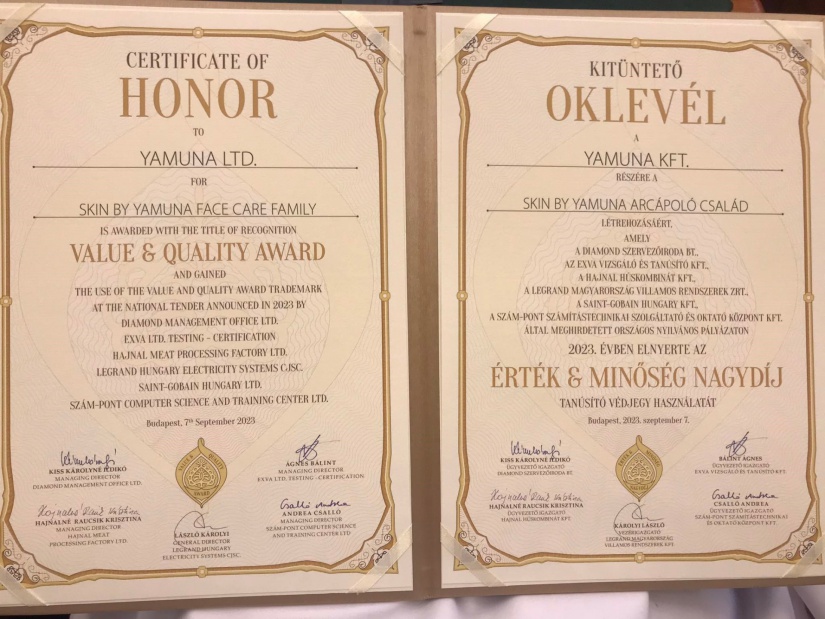 CERTIFICATE OF
HONOR
TO
YAMUNA LTD.
FOR
SKIN BY YAMUNA FACE CARE FAMILY
IS AWARDED WITH THE TITLE OF RECOGNITION
VALUE & QUALITY AWARD
AND GAINED
THE USE OF THE VALUE AND QUALITY AWARD TRADEMARK
AT THE NATIONAL TENDER ANNOUNCED IN 2023 BY
DIAMOND MANAGEMENT OFFICE LTD.
EXVA LTD. TESTING – CERTIFICATION
HAJNAL MEAT PROCESSING FACTORY LTD.
LEGRAND HUNGARY ELECTRICITY SYSTEMS CJSC.
SAINT-GOBAIN HUNGARY LTD.
SZÁM-PONT COMPUTER SCIENCE AND TRAINING CENTER LTD.
Budapest, 7th September 2023
KISS KÁROLYNÉ ILDIKÓ
MANAGING DIRECTOR
DIAMOND MANAGEMENT OFFICE LTD.
ÁGNES BÁLINT
MANAGING DIRECTOR
EXVA LTD. TESTING - CERTIFICATION
HAJNALNÉ RAUCSIK KRISZTINA
MANAGING DIRECTOR
HAJNAL MEAT
PROCESSING FACTORY LTD.
ANDREA CSALLÓ
MANAGING DIRECTOR
SZÁM-PONT COMPUTER SCIENCE
AND TRAINING CENTER LTD
LÁSZLÓ KÁROLYI
GENERAL DIRECTOR
LEGRAND HUNGARY
ELECTRICITY SYSTEMS CJSC.
KITÜNTETŐ
OKLEVÉL
A
YAMUNA KFT.
RÉSZÉRE A
SKIN BY YAMUNA ARCÁPOLÓ CSALÁD
LÉTREHOZÁSÁÉRT,
AMELY
A DIAMOND SZERVEZŐIRODA BT.,
AZ EXVA VIZSGÁLÓ ÉS TANÚSÍTÓ KFT.,
A HAJNAL HÚSKOMBINÁT KFT.,
A LEGRAND MAGYARORSZÁG VILLAMOS RENDSZEREK ZRT.,
A SAINT-GOBAIN HUNGARY KFT.,
A SZÁM-PONT SZÁMÍTÁSTECHNIKAI SZOLGÁLTATÓ ÉS OKTATÓ KÖZPONT KFT.
ÁLTAL MEGHIRDETETT ORSZÁGOS NYILVÁNOS PÁLYÁZATON
2023. ÉVBEN ELNYERTE AZ
ÉRTÉK & MINŐSÉG NAGYDÍJ
TANÚSÍTÓ VÉDJEGY HASZNÁLATÁT
Budapest, 2023. szeptember 7.
KISS KÁROLYNÉ ILDIKÓ
ÜGYVEZETŐ IGAZGATÓ
DIAMOND SZERVEZŐIRODA BT.
BÁLINT ÁGNES
ÜGYVEZETŐ IGAZGATÓ
EXVA VIZSGÁLÓ ÉS TANÚSÍTÓ KFT.
HAJNALNÉ RAUCSIK KRISZTINA
ÜGYVEZETŐ IGAZGATÓ
HAJNAL HÚSKOMBINÁT KFT.
CSALLÓ ANDREA
ÜGYVEZETŐ IGAZGATÓ
SZÁM-PONT SZÁMÍTÁSTECHNIKAI
ÉS OKTATÓ KÖZPONT KFT.
KÁROLYI LÁSZLÓ
VEZÉRIGAZGATÓ
LEGRAND MAGYARORSZÁG
VILLAMOS RENDSZEREK KFT.